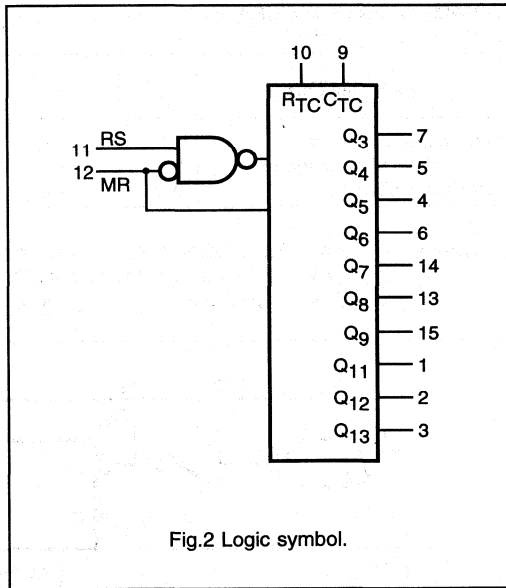 10 9
RTC CTC
Q3 7
11 RS
Q4 5
12
MR
Q5 4
Q6 6
Q7 14
Q8 13
Q9 15
Q11 1
Q12 2
Q13 3
Fig.2 Logic symbol.